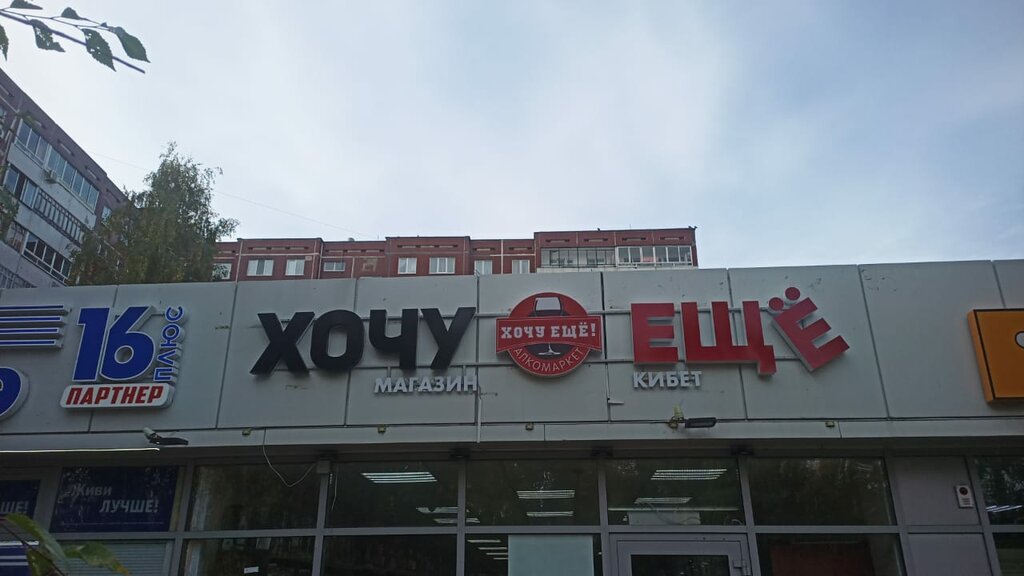 16 ПЛЮС
ПАРТНЕР
ХОЧУ
МАГАЗИН
ХОЧУ ЕЩЁ!
АЛКОМАРКЕТ
ЕЩЁ
КИБЕТ
Живи
ЛУЧШЕ!